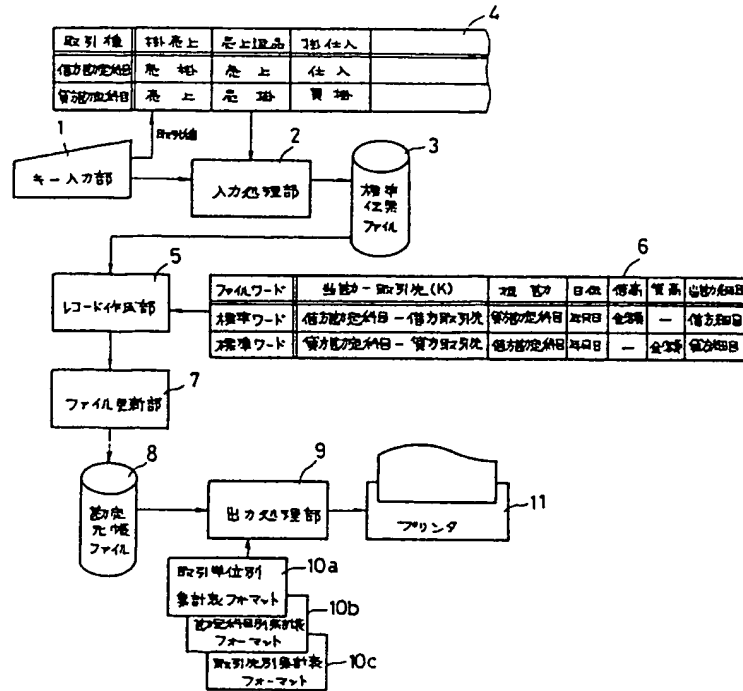 4
取引種 掛売上 売上返品 掛仕入
借方勘定科目 売掛 売上 仕入
貸方勘定科目 売上 売掛 買掛
1
取引種
2
3
キー入力部
入力処理部
標準
仕訳
ファイル
5
6
レコード作成部
ファイルワード 当勘－取引先(K) 相勘 日付 借高 貸高 当勘細目
標準ワード 借方勘定科目－借方取引先 貸方勘定科目 年月日 金額 — 借方細目
標準ワード 貸方勘定科目－貸方取引先 借方勘定科目 年月日 — 金額 貸方細目
7
ファイル更新部
8
9
勘定
元帳
ファイル
出力処理部
プリンタ
11
取引単位別
集計表フォーマット
10a
勘定科目別集計表
フォーマット
10b
取引先別集計表
フォーマット
10c